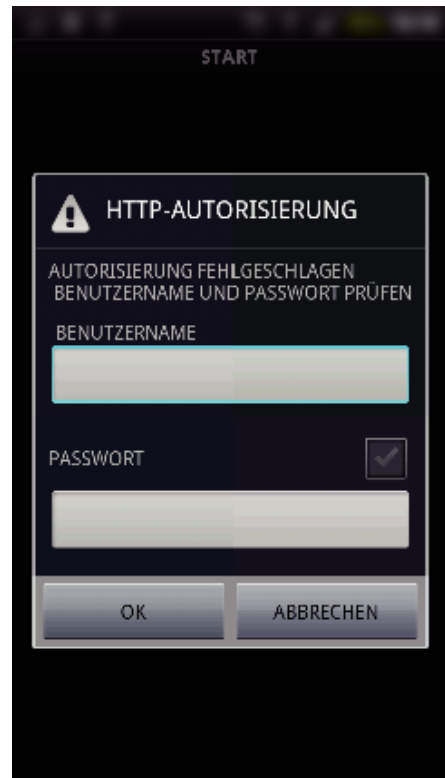 START
HTTP-AUTORISIERUNG
AUTORISIERUNG FEHLGESCHLAGEN
BENUTZERNAME UND PASSWORT PRÜFEN
BENUTZERNAME
PASSWORT
OK
ABBRECHEN